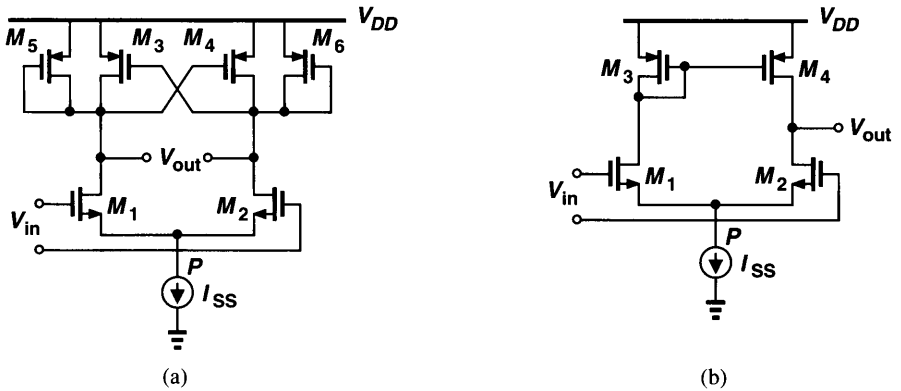 V_DD
M_5
M_3
M_4
M_6
V_out
V_in
M_1
M_2
P
I_SS
(a)
V_DD
M_3
M_4
V_out
V_in
M_1
M_2
P
I_SS
(b)